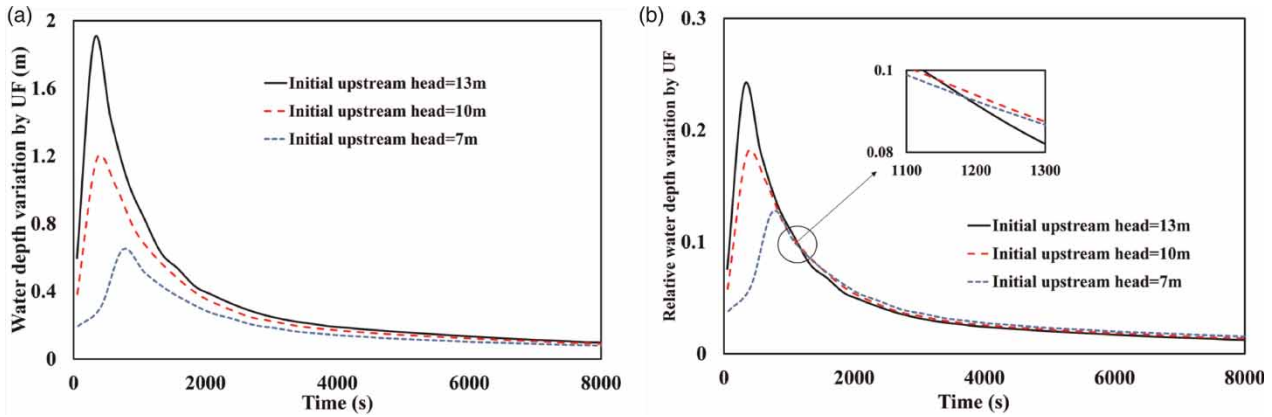 (a)
Water depth variation by UF (m)
2
1.6
1.2
0.8
0.4
0
Initial upstream head=13m
Initial upstream head=10m
Initial upstream head=7m
0 2000 4000 6000 8000
Time (s)
(b)
Relative water depth variation by UF
0.3
0.2
0.1
0
0.1
0.08
1100 1200 1300
Initial upstream head=13m
Initial upstream head=10m
Initial upstream head=7m
0 2000 4000 6000 8000
Time (s)